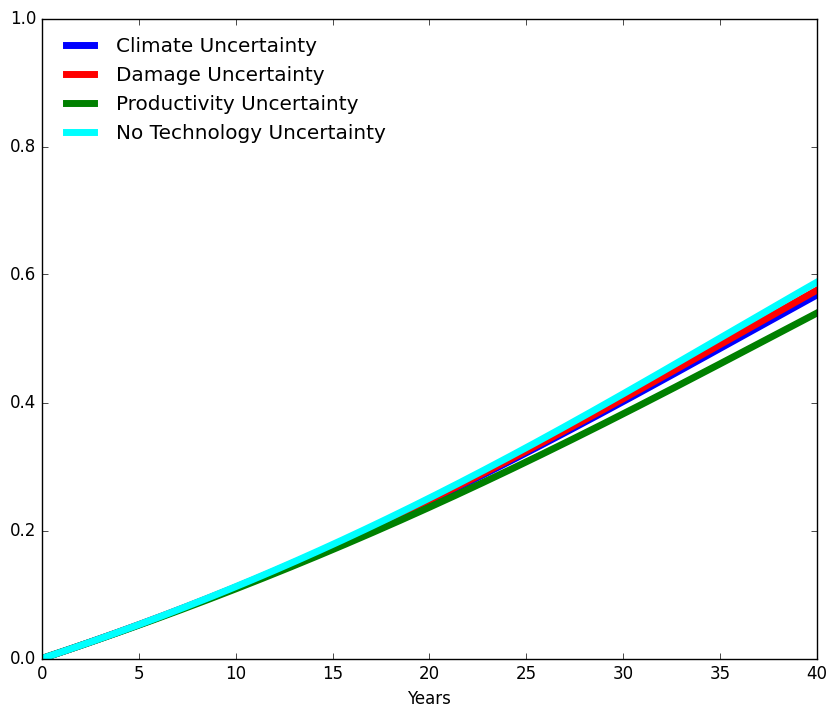 1.0
Climate Uncertainty
Damage Uncertainty
Productivity Uncertainty
No Technology Uncertainty
0.8
0.6
0.4
0.2
0.0
0 5 10 15 20 25 30 35 40
Years